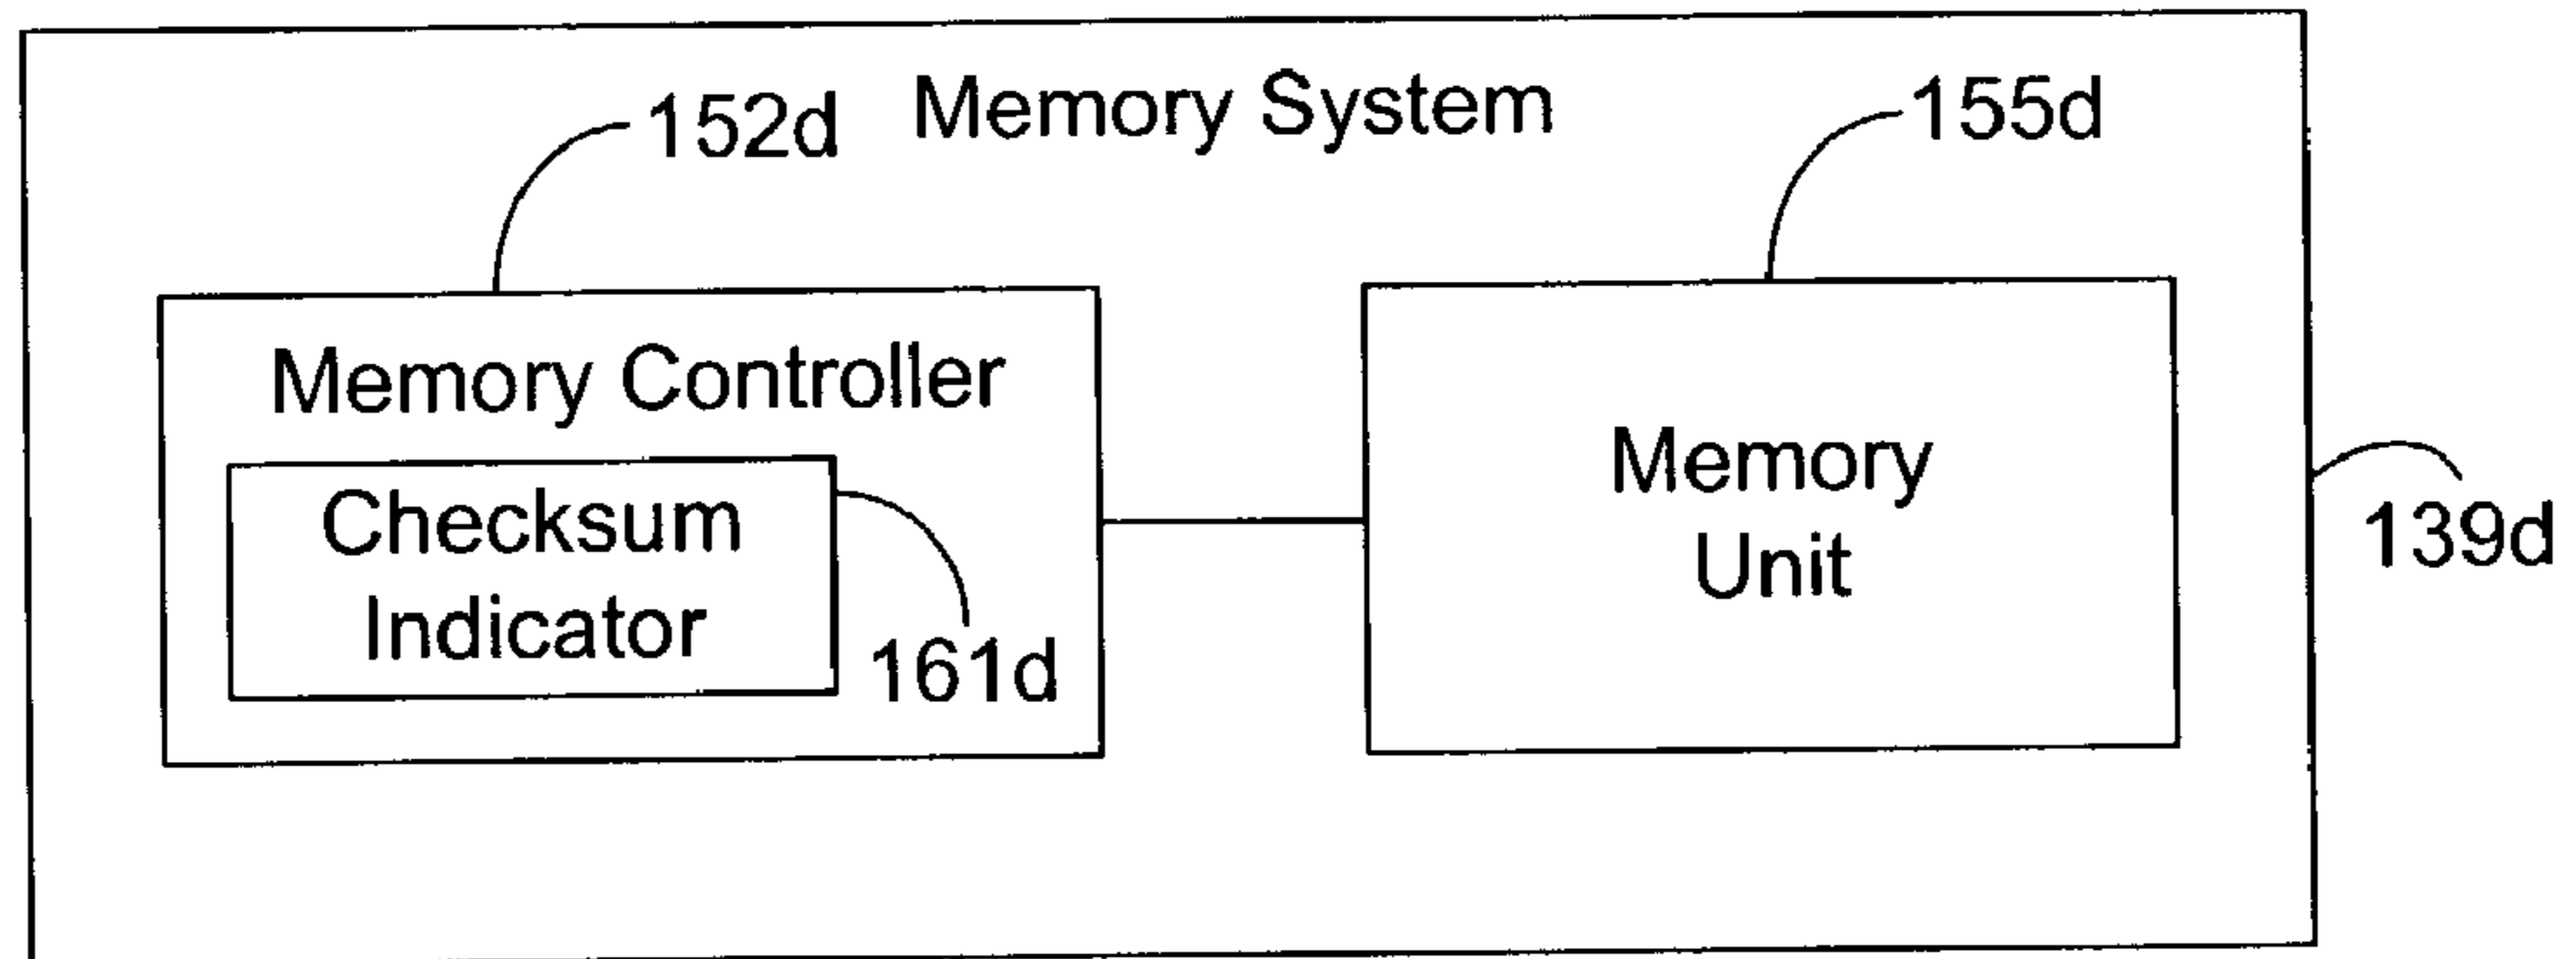 Memory System
152d
155d
Memory Controller
Checksum
Indicator
161d
Memory
Unit
139d